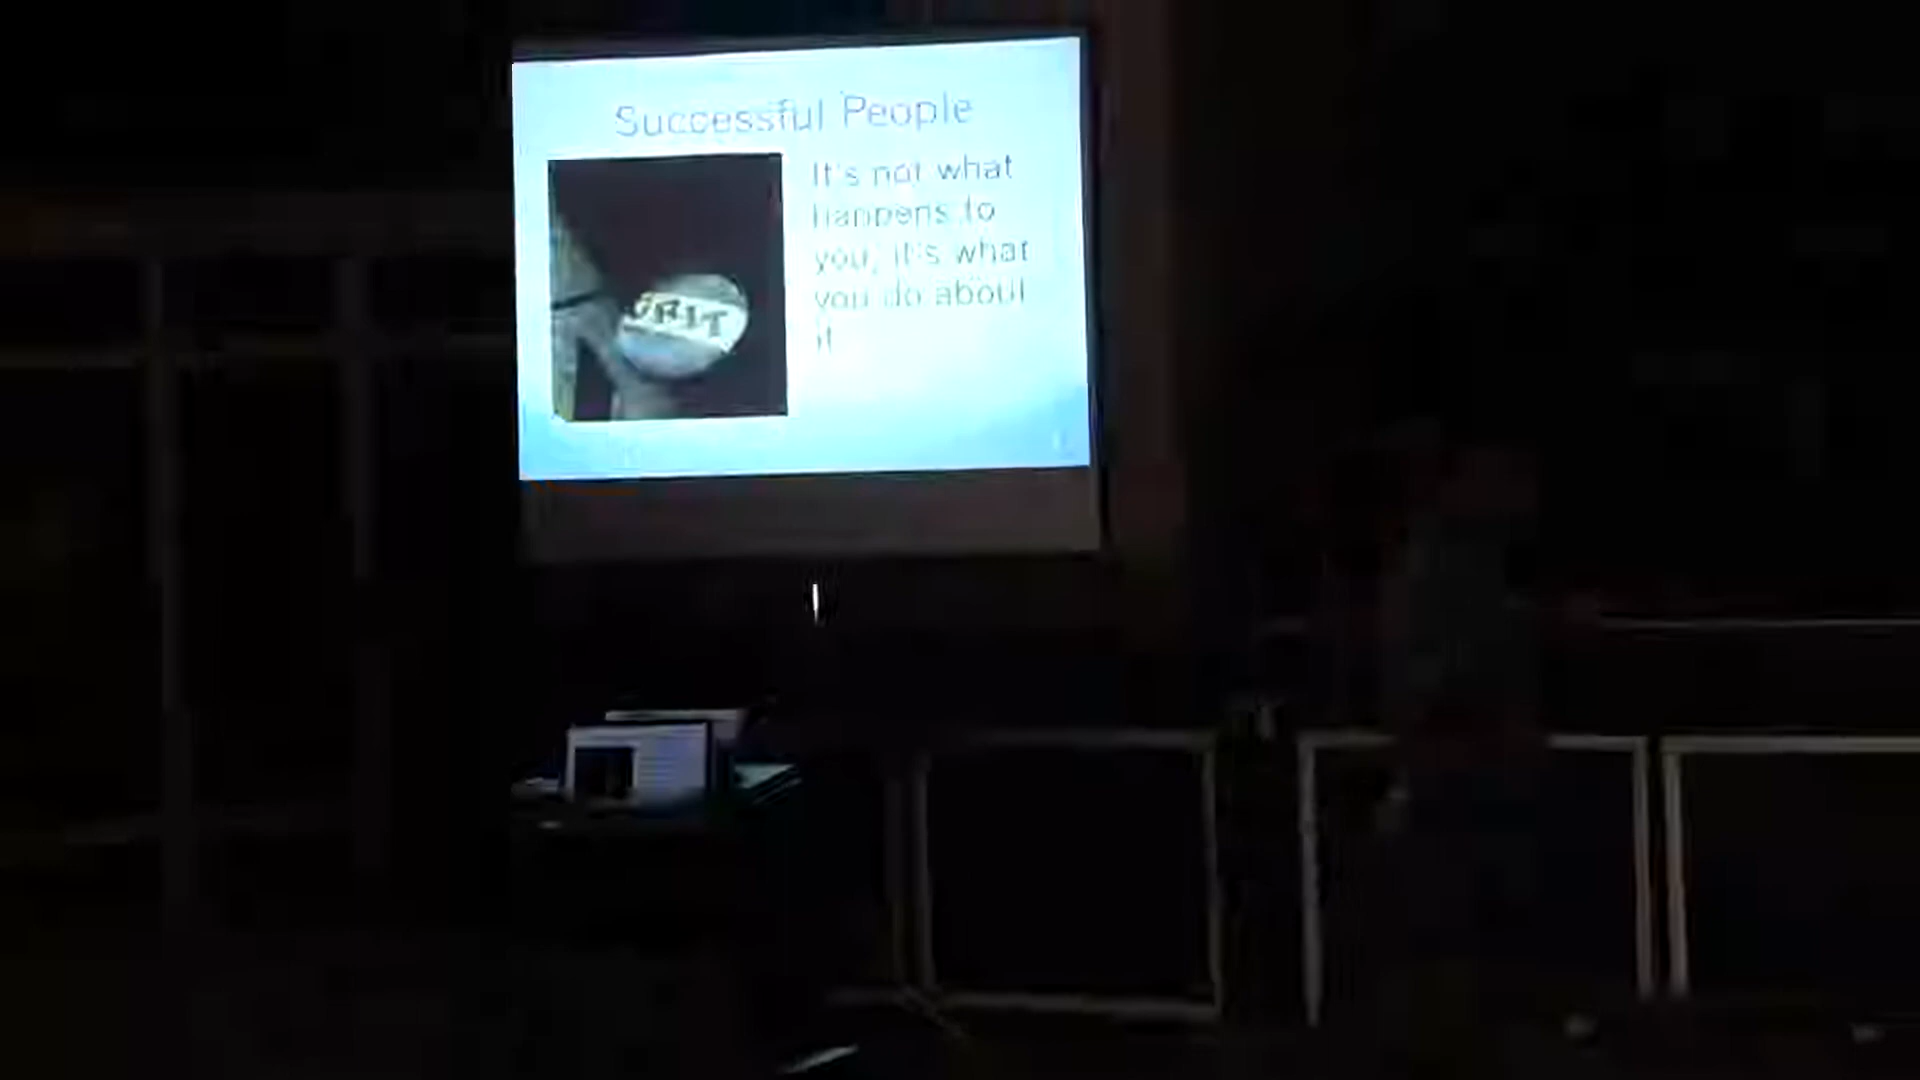 Successful People
It's not what
happens to
you, it's what
you do about
it